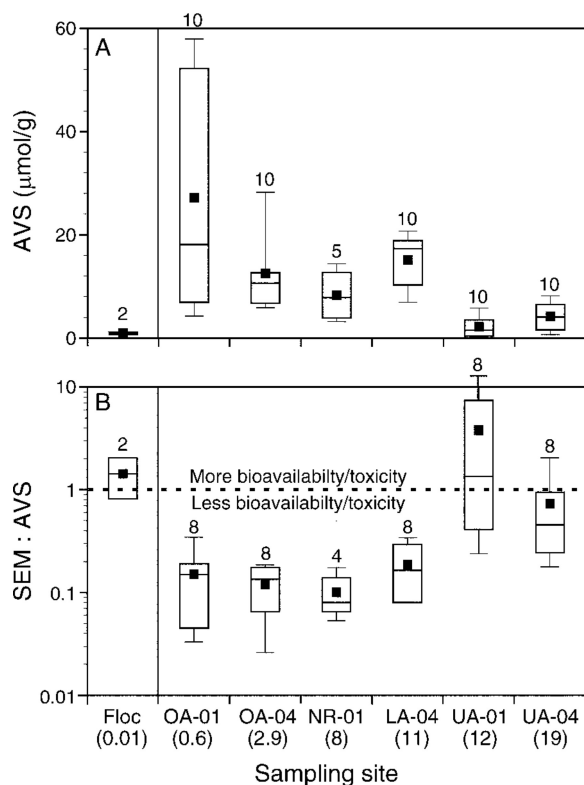 A
AVS (μmol/g)
60
40
20
0
2
10
10
5
10
10
10
B
SEM : AVS
10
1
0.1
0.01
2
8
8
4
8
8
8
More bioavailabilty/toxicity
Less bioavailabilty/toxicity
Floc OA-01 OA-04 NR-01 LA-04 UA-01 UA-04
(0.01) (0.6) (2.9) (8) (11) (12) (19)
Sampling site